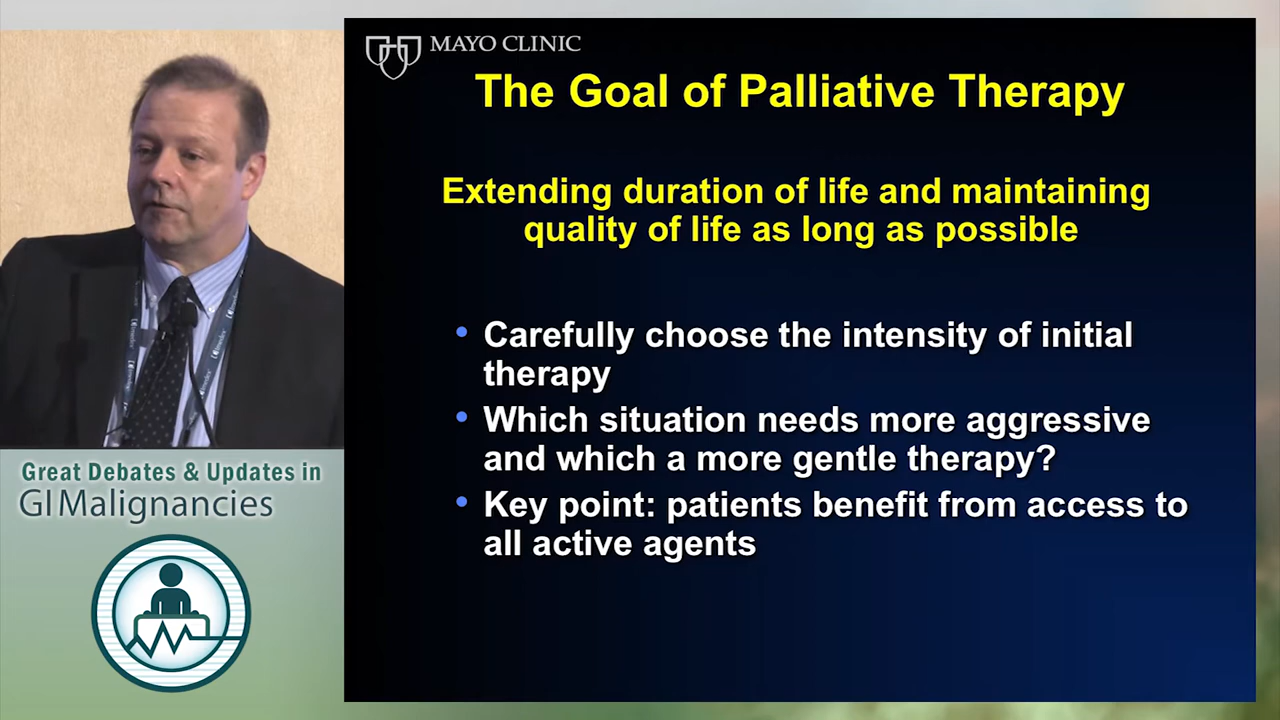 MAYO CLINIC
The Goal of Palliative Therapy
Extending duration of life and maintaining
quality of life as long as possible
• Carefully choose the intensity of initial
therapy
• Which situation needs more aggressive
and which a more gentle therapy?
• Key point: patients benefit from access to
all active agents
Great Debates & Updates in
GI Malignancies